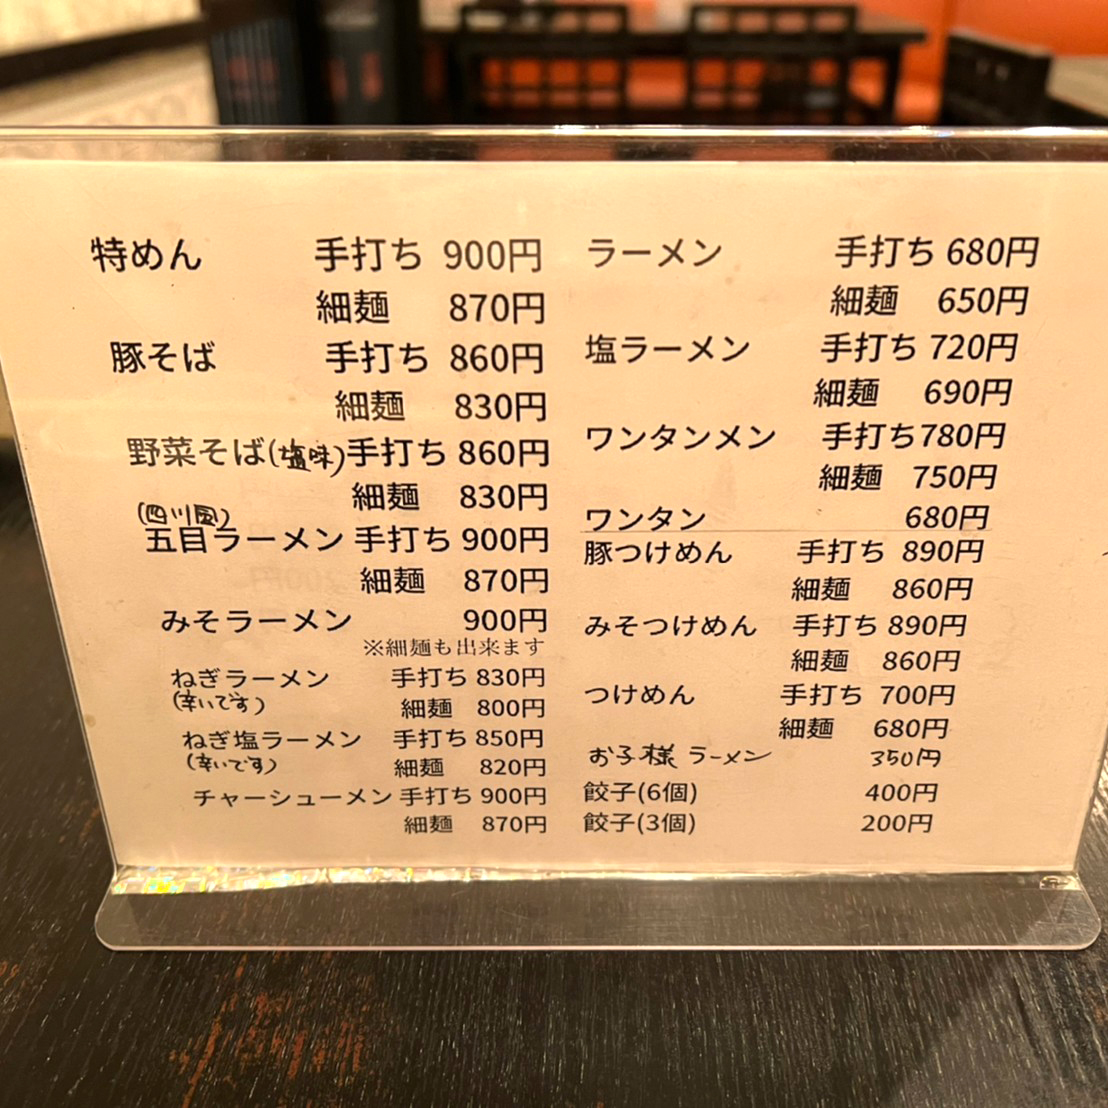 特めん 手打ち 900円
細麺 870円
豚そば 手打ち 860円
細麺 830円
野菜そば(塩味)手打ち 860円
細麺 830円
(四川風)
五目ラーメン 手打ち 900円
細麺 870円
みそラーメン 900円
※細麺も出来ます
ねぎラーメン 手打ち 830円
(辛いです) 細麺 800円
ねぎ塩ラーメン 手打ち 850円
(辛いです) 細麺 820円
チャーシューメン 手打ち 900円
細麺 870円
ラーメン 手打ち 680円
細麺 650円
塩ラーメン 手打ち 720円
細麺 690円
ワンタンメン 手打ち 780円
細麺 750円
ワンタン 680円
豚つけめん 手打ち 890円
細麺 860円
みそつけめん 手打ち 890円
細麺 860円
つけめん 手打ち 700円
細麺 680円
お子様ラーメン 350円
餃子(6個) 400円
餃子(3個) 200円